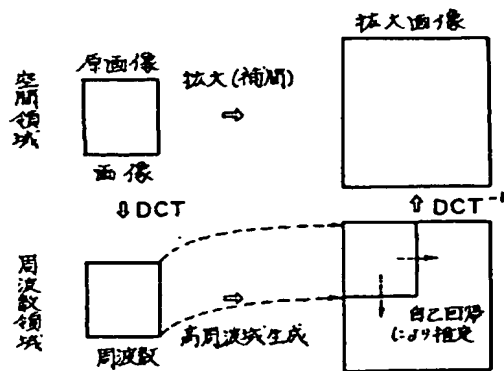 拡大画像
原画像
拡大(補間)
⇨
空間領域
画像
⇩DCT
⇧DCT⁻¹
周波数領域
⇨
自己回帰
により推定
高周波域生成
周波数